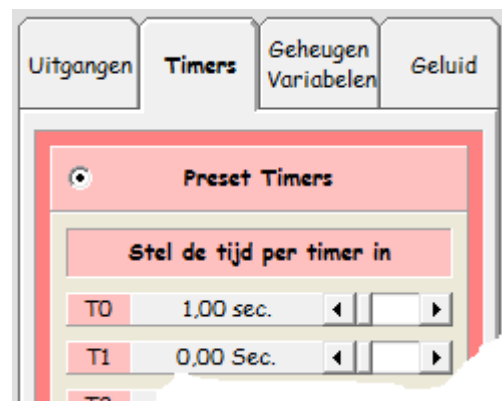 Uitgangen
Timers
Geheugen
Variabelen
Geluid
Preset Timers
Stel de tijd per timer in
T0 1,00 sec.
T1 0,00 Sec.